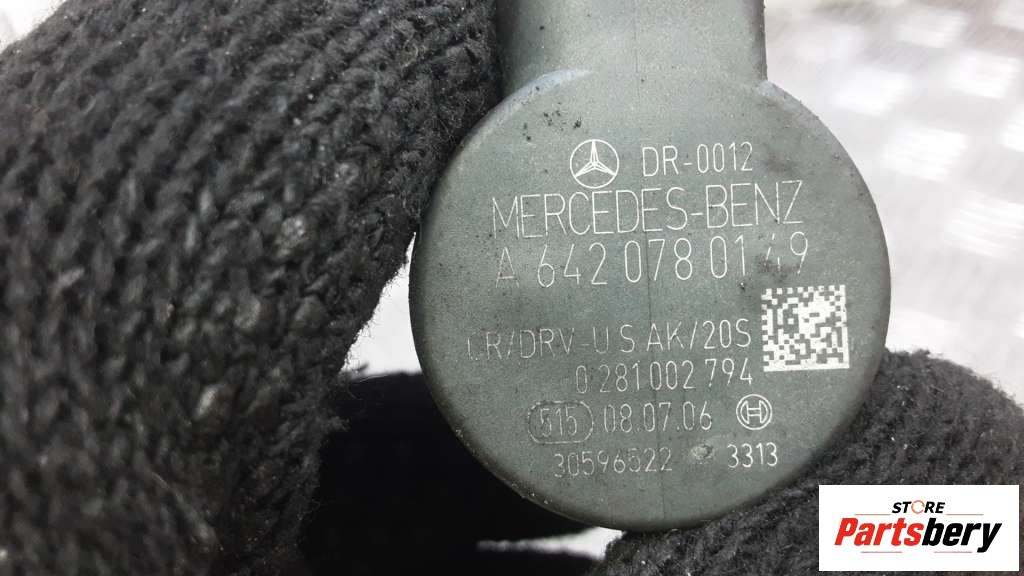 DR-0012
MERCEDES-BENZ
A 642 078 01 49
CR/DRV-U S AK/20S
0 281 002 794
515 08.07.06
30596522 3313
STORE
Partsbery